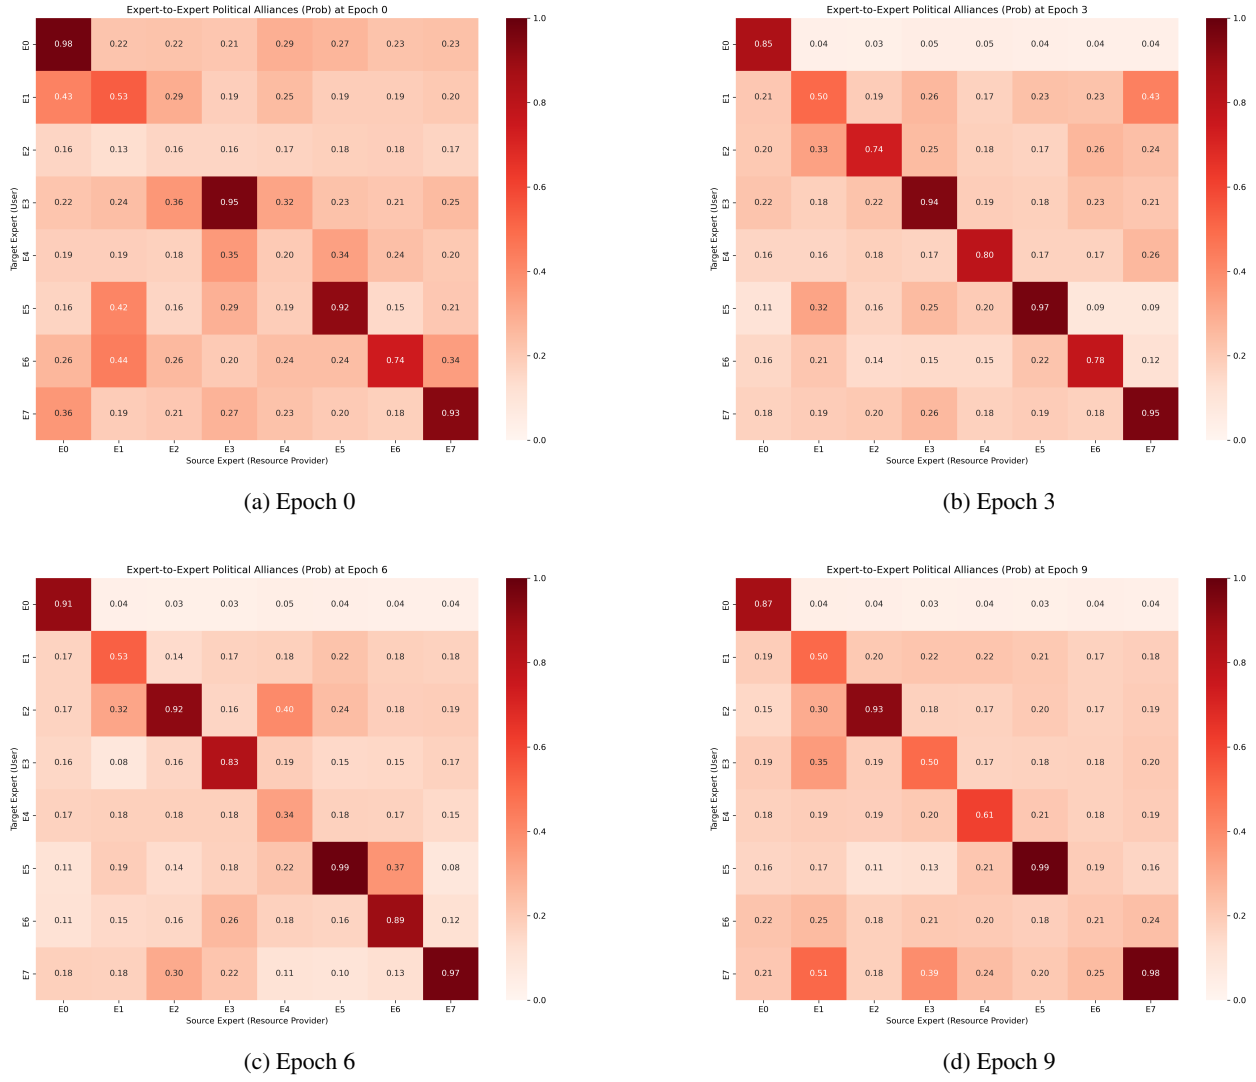 Expert-to-Expert Political Alliances (Prob) at Epoch 0
E0 0.98 0.22 0.22 0.21 0.29 0.27 0.23 0.23
E1 0.43 0.53 0.29 0.19 0.25 0.19 0.19 0.20
E2 0.16 0.13 0.16 0.16 0.17 0.18 0.18 0.17
E3 0.22 0.24 0.36 0.95 0.32 0.23 0.21 0.25
E4 0.19 0.19 0.18 0.35 0.20 0.34 0.24 0.20
E5 0.16 0.42 0.16 0.29 0.19 0.92 0.15 0.21
E6 0.26 0.44 0.26 0.20 0.24 0.24 0.74 0.34
E7 0.36 0.19 0.21 0.27 0.23 0.20 0.18 0.93
E0 E1 E2 E3 E4 E5 E6 E7
Target Expert (User)
Source Expert (Resource Provider)
1.0
0.8
0.6
0.4
0.2
0.0
(a) Epoch 0
Expert-to-Expert Political Alliances (Prob) at Epoch 3
E0 0.85 0.04 0.03 0.05 0.05 0.04 0.04 0.04
E1 0.21 0.50 0.19 0.26 0.17 0.23 0.23 0.43
E2 0.20 0.33 0.74 0.25 0.18 0.17 0.26 0.24
E3 0.22 0.18 0.22 0.94 0.19 0.18 0.23 0.21
E4 0.16 0.16 0.18 0.17 0.80 0.17 0.17 0.26
E5 0.11 0.32 0.16 0.25 0.20 0.97 0.09 0.09
E6 0.16 0.21 0.14 0.15 0.15 0.22 0.78 0.12
E7 0.18 0.19 0.20 0.26 0.18 0.19 0.18 0.95
E0 E1 E2 E3 E4 E5 E6 E7
Target Expert (User)
Source Expert (Resource Provider)
1.0
0.8
0.6
0.4
0.2
0.0
(b) Epoch 3
Expert-to-Expert Political Alliances (Prob) at Epoch 6
E0 0.91 0.04 0.03 0.03 0.05 0.04 0.04 0.04
E1 0.17 0.53 0.14 0.17 0.18 0.22 0.18 0.18
E2 0.17 0.32 0.92 0.16 0.40 0.24 0.18 0.19
E3 0.16 0.08 0.16 0.83 0.19 0.15 0.15 0.17
E4 0.17 0.18 0.18 0.18 0.34 0.18 0.17 0.15
E5 0.11 0.19 0.14 0.18 0.22 0.99 0.37 0.08
E6 0.11 0.15 0.16 0.26 0.18 0.16 0.89 0.12
E7 0.18 0.18 0.30 0.22 0.11 0.10 0.13 0.97
E0 E1 E2 E3 E4 E5 E6 E7
Target Expert (User)
Source Expert (Resource Provider)
1.0
0.8
0.6
0.4
0.2
0.0
(c) Epoch 6
Expert-to-Expert Political Alliances (Prob) at Epoch 9
E0 0.87 0.04 0.04 0.03 0.04 0.03 0.04 0.04
E1 0.19 0.50 0.20 0.22 0.22 0.21 0.17 0.18
E2 0.15 0.30 0.93 0.18 0.17 0.20 0.17 0.19
E3 0.19 0.35 0.19 0.50 0.17 0.18 0.18 0.20
E4 0.18 0.19 0.19 0.20 0.61 0.21 0.18 0.19
E5 0.16 0.17 0.11 0.13 0.21 0.99 0.19 0.16
E6 0.22 0.25 0.18 0.21 0.20 0.18 0.21 0.24
E7 0.21 0.51 0.18 0.39 0.24 0.20 0.25 0.98
E0 E1 E2 E3 E4 E5 E6 E7
Target Expert (User)
Source Expert (Resource Provider)
1.0
0.8
0.6
0.4
0.2
0.0
(d) Epoch 9